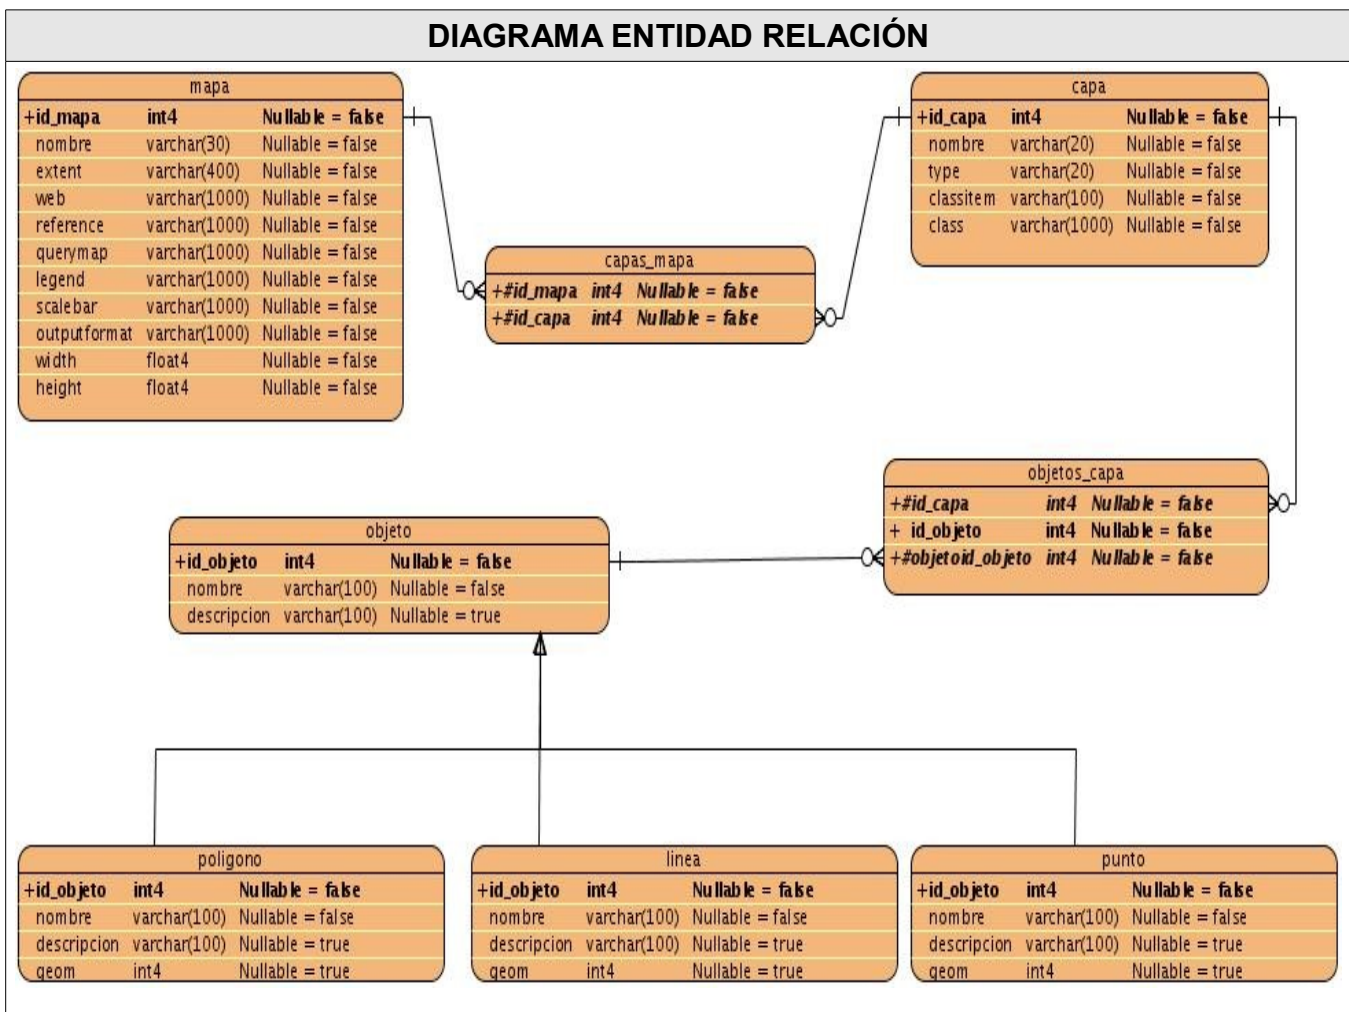 DIAGRAMA ENTIDAD RELACIÓN
mapa
+id_mapa int4 Nullable = false
nombre varchar(30) Nullable = false
extent varchar(400) Nullable = false
web varchar(1000) Nullable = false
reference varchar(1000) Nullable = false
querymap varchar(1000) Nullable = false
legend varchar(1000) Nullable = false
scalebar varchar(1000) Nullable = false
outputformat varchar(1000) Nullable = false
width float4 Nullable = false
height float4 Nullable = false
capa
+id_capa int4 Nullable = false
nombre varchar(20) Nullable = false
type varchar(20) Nullable = false
classitem varchar(100) Nullable = false
class varchar(1000) Nullable = false
capas_mapa
+#id_mapa int4 Nullable = false
+#id_capa int4 Nullable = false
objetos_capa
+#id_capa int4 Nullable = false
+ id_objeto int4 Nullable = false
+#objetoid_objeto int4 Nullable = false
objeto
+id_objeto int4 Nullable = false
nombre varchar(100) Nullable = false
descripcion varchar(100) Nullable = true
poligono
+id_objeto int4 Nullable = false
nombre varchar(100) Nullable = false
descripcion varchar(100) Nullable = true
geom int4 Nullable = true
linea
+id_objeto int4 Nullable = false
nombre varchar(100) Nullable = false
descripcion varchar(100) Nullable = true
geom int4 Nullable = true
punto
+id_objeto int4 Nullable = false
nombre varchar(100) Nullable = false
descripcion varchar(100) Nullable = true
geom int4 Nullable = true